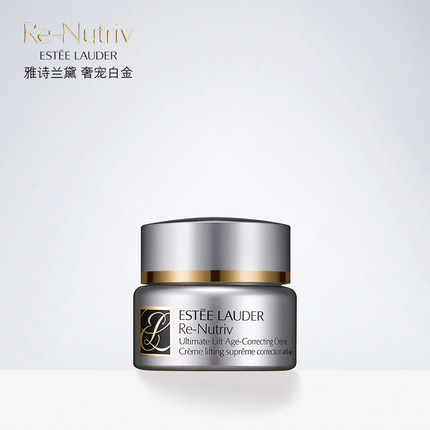 Re-Nutriv
ESTĒE LAUDER
雅诗兰黛 奢宠白金
ESTĒE LAUDER
Re-Nutriv
Ultimate Lift Age-Correcting Creme
Crème lifting suprême correction